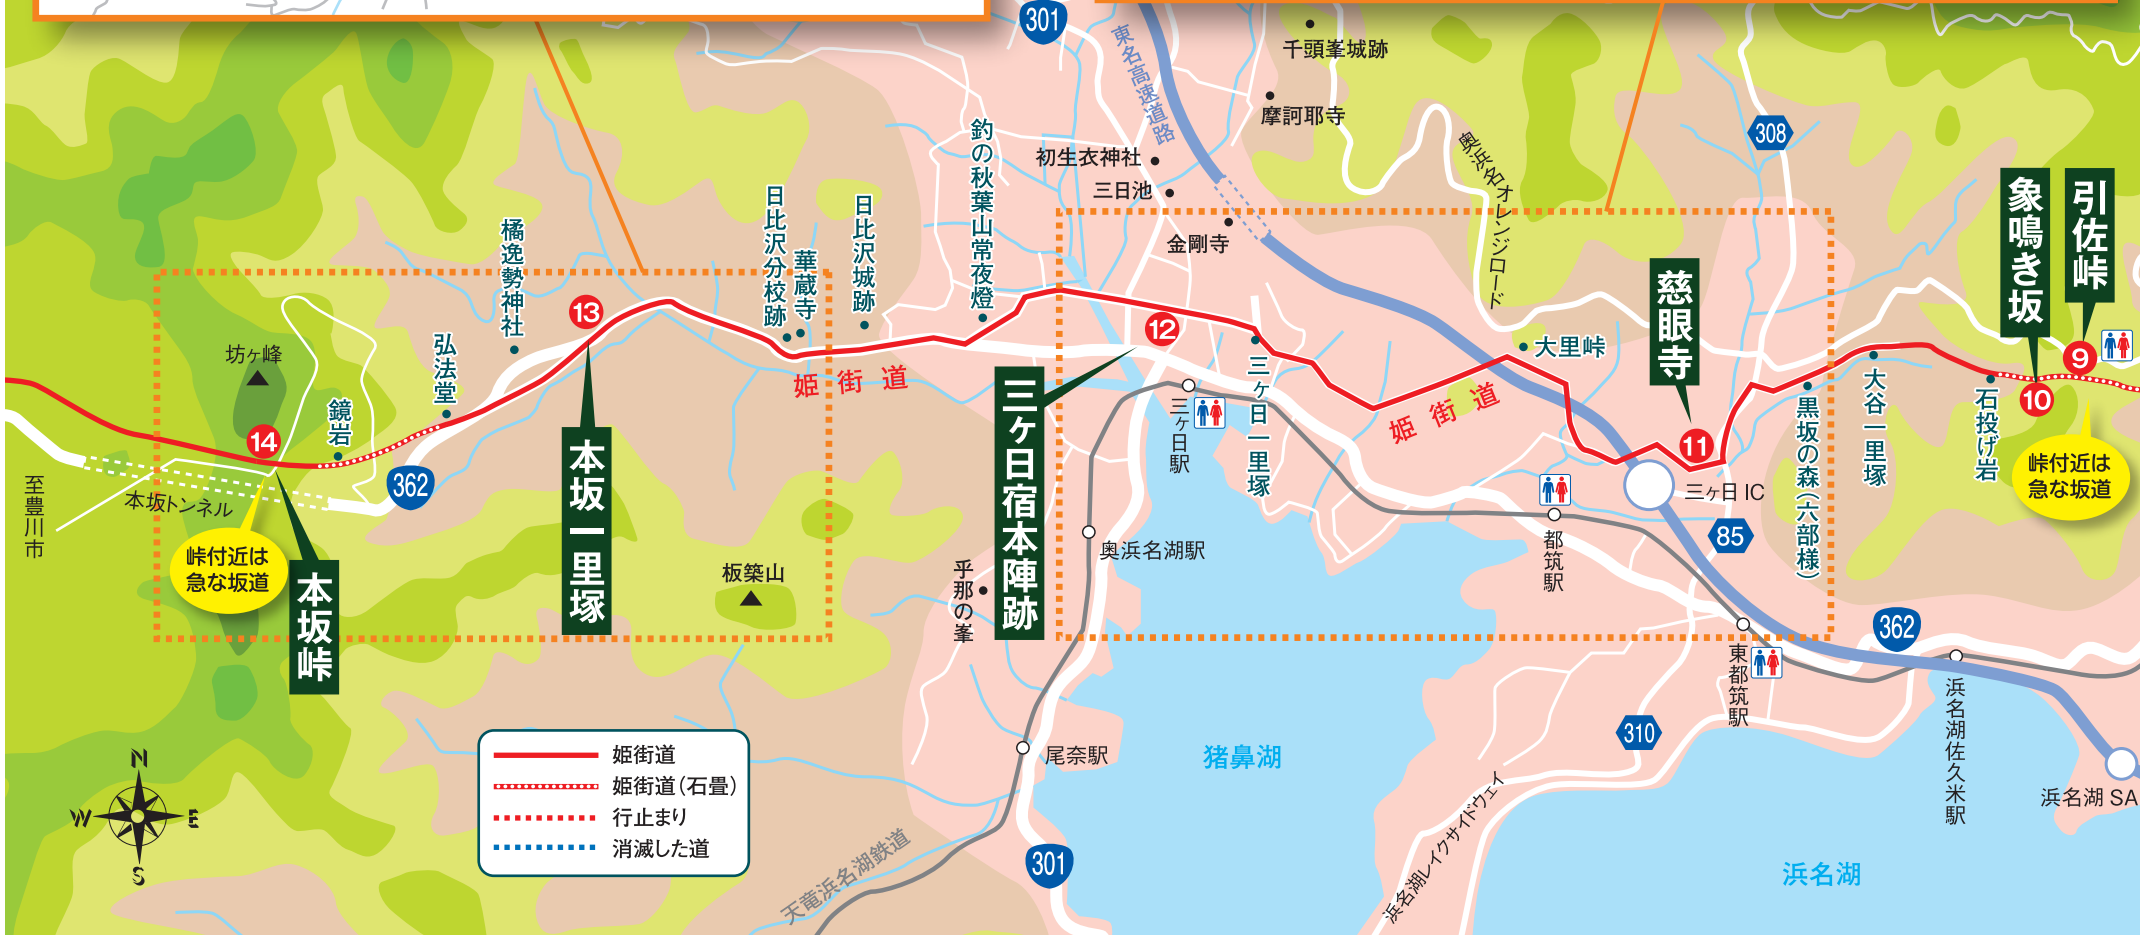 301
東名高速道路
千頭峯城跡
摩訶耶寺
初生衣神社
三日池
金剛寺
奥浜名オレンジロード
308
釣の秋葉山常夜燈
日比沢城跡
華蔵寺
日比沢分校跡
橘逸勢神社
13
弘法堂
坊ヶ峰
鏡岩
14
362
本坂トンネル
至豊川市
峠付近は
急な坂道
本坂峠
本坂一里塚
板築山
姫街道
12
三ヶ日宿本陣跡
三ヶ日駅
三ヶ日一里塚
大里峠
姫街道
慈眼寺
11
三ヶ日 IC
85
黒坂の森(六部様)
大谷一里塚
石投げ岩
象鳴き坂
10
引佐峠
9
峠付近は
急な坂道
奥浜名湖駅
乎那の峯
都筑駅
東都筑駅
362
浜名湖佐久米駅
浜名湖 SA
310
浜名湖レイクサイドウェイ
浜名湖
猪鼻湖
尾奈駅
301
天竜浜名湖鉄道
N
W
E
S
姫街道
姫街道(石畳)
行止まり
消滅した道